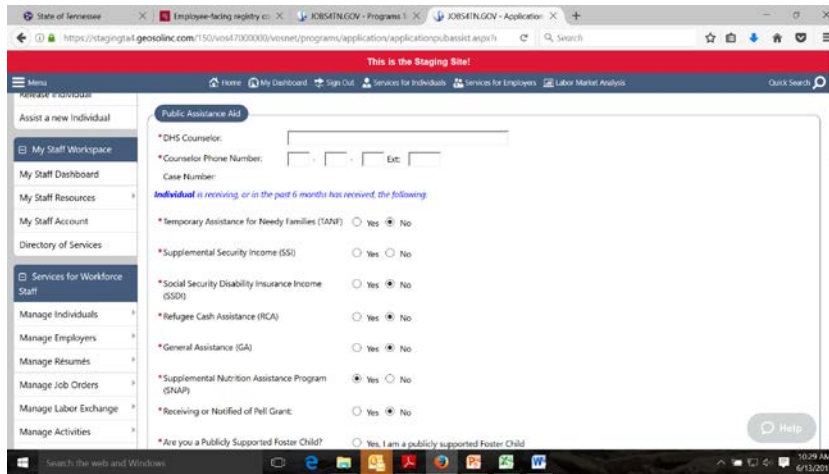 State of Tennessee
Employee-facing registry co
JOBS4TN.GOV - Programs
JOBS4TN.GOV - Application
https://stagingta4.geosolinc.com/150/vos47000000/vosnet/programs/application/applicationpubassist.aspx
Search
This is the Staging Site!
Menu
Home My Dashboard Sign Out Services for Individuals Services for Employers Labor Market Analysis
Quick Search
Release Individual
Assist a new Individual
My Staff Workspace
My Staff Dashboard
My Staff Resources
My Staff Account
Directory of Services
Services for Workforce
Staff
Manage Individuals
Manage Employers
Manage Résumés
Manage Job Orders
Manage Labor Exchange
Manage Activities
Public Assistance Aid
*DHS Counselor:
*Counselor Phone Number: - - Ext:
Case Number:
Individual is receiving, or in the past 6 months has received, the following:
*Temporary Assistance for Needy Families (TANF) Yes No
*Supplemental Security Income (SSI) Yes No
*Social Security Disability Insurance Income
(SSDI) Yes No
*Refugee Cash Assistance (RCA) Yes No
*General Assistance (GA) Yes No
*Supplemental Nutrition Assistance Program
(SNAP) Yes No
*Receiving or Notified of Pell Grant: Yes No
*Are you a Publicly Supported Foster Child? Yes, I am a publicly supported Foster Child
Help
Search the web and Windows
10:29 AM